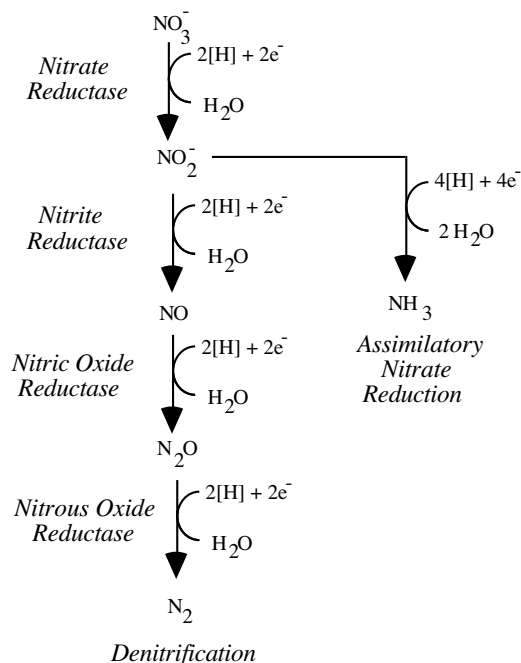 NO₃⁻
Nitrate
Reductase
2[H] + 2e⁻
H₂O
NO₂⁻
4[H] + 4e⁻
2 H₂O
NH₃
Assimilatory
Nitrate
Reduction
Nitrite
Reductase
2[H] + 2e⁻
H₂O
NO
Nitric Oxide
Reductase
2[H] + 2e⁻
H₂O
N₂O
Nitrous Oxide
Reductase
2[H] + 2e⁻
H₂O
N₂
Denitrification